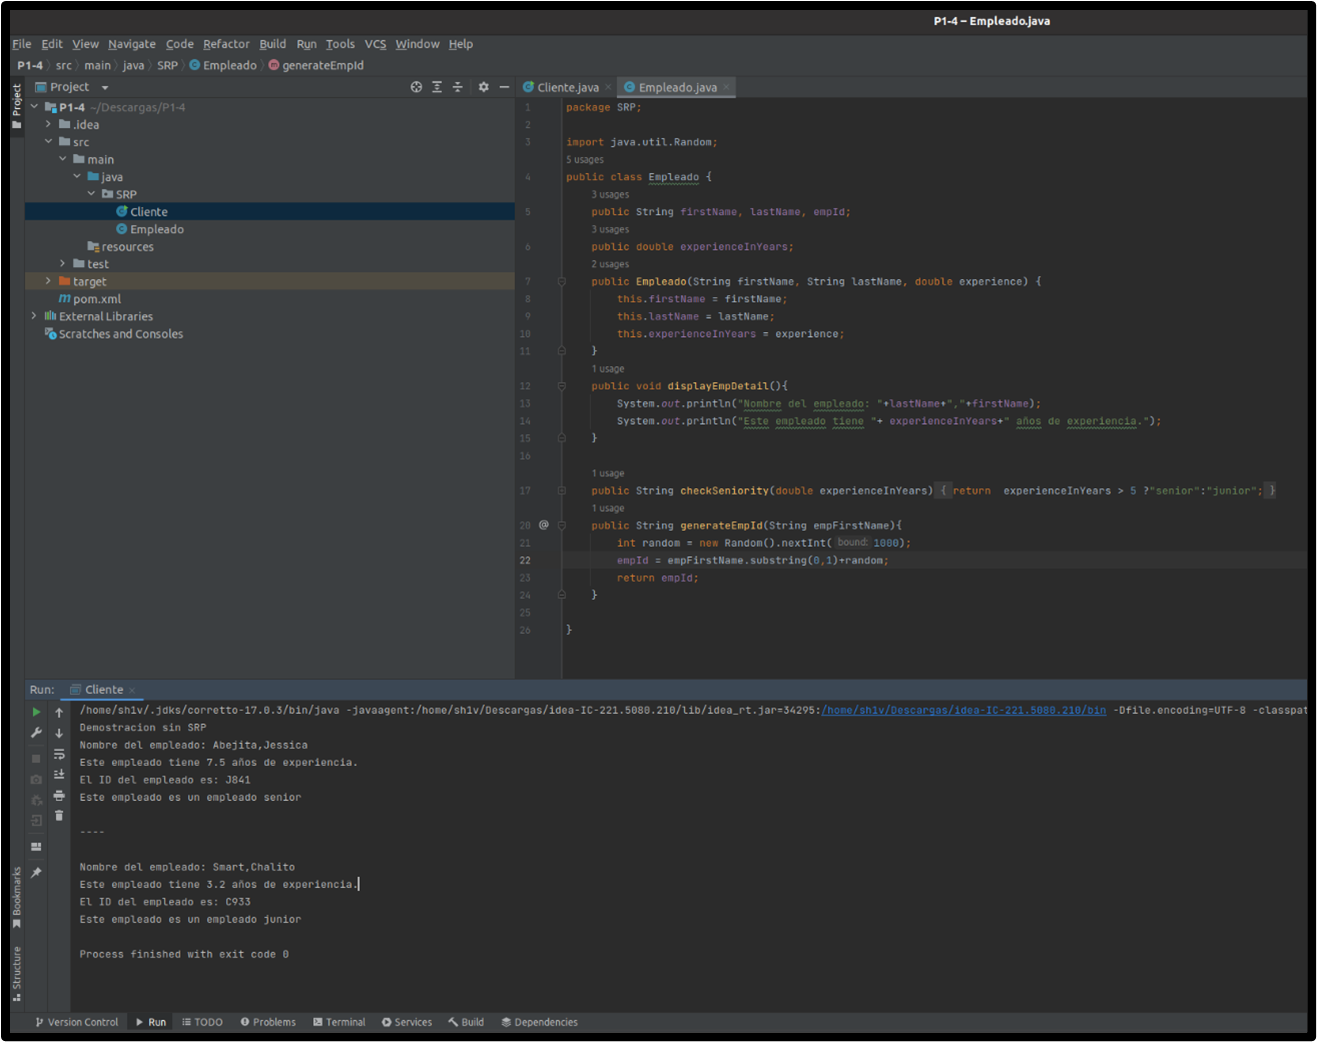 P1-4 – Empleado.java
File Edit View Navigate Code Refactor Build Run Tools VCS Window Help
P1-4 src main java SRP Empleado generateEmpId
Project
Project
P1-4 ~/Descargas/P1-4
.idea
src
main
java
SRP
Cliente
Empleado
resources
test
target
pom.xml
External Libraries
Scratches and Consoles
Cliente.java Empleado.java
1 package SRP;
2
3 import java.util.Random;
5 usages
4 public class Empleado {
3 usages
5 public String firstName, lastName, empId;
3 usages
6 public double experienceInYears;
2 usages
7 public Empleado(String firstName, String lastName, double experience) {
8 this.firstName = firstName;
9 this.lastName = lastName;
10 this.experienceInYears = experience;
11 }
1 usage
12 public void displayEmpDetail(){
13 System.out.println("Nombre del empleado: "+lastName+","+firstName);
14 System.out.println("Este empleado tiene "+ experienceInYears+" años de experiencia.");
15 }
16
1 usage
17 public String checkSeniority(double experienceInYears) { return experienceInYears > 5 ?"senior":"junior"; }
1 usage
20 @ public String generateEmpId(String empFirstName){
21 int random = new Random().nextInt( bound: 1000);
22 empId = empFirstName.substring(0,1)+random;
23 return empId;
24 }
25
26 }
Run: Cliente
/home/sh1v/.jdks/corretto-17.0.3/bin/java -javaagent:/home/sh1v/Descargas/idea-IC-221.5080.210/lib/idea_rt.jar=34295:/home/sh1v/Descargas/idea-IC-221.5080.210/bin -Dfile.encoding=UTF-8 -classpat
Demostracion sin SRP
Nombre del empleado: Abejita,Jessica
Este empleado tiene 7.5 años de experiencia.
El ID del empleado es: J841
Este empleado es un empleado senior
----
Nombre del empleado: Smart,Chalito
Este empleado tiene 3.2 años de experiencia.
El ID del empleado es: C933
Este empleado es un empleado junior
Process finished with exit code 0
Bookmarks
Structure
Version Control Run TODO Problems Terminal Services Build Dependencies